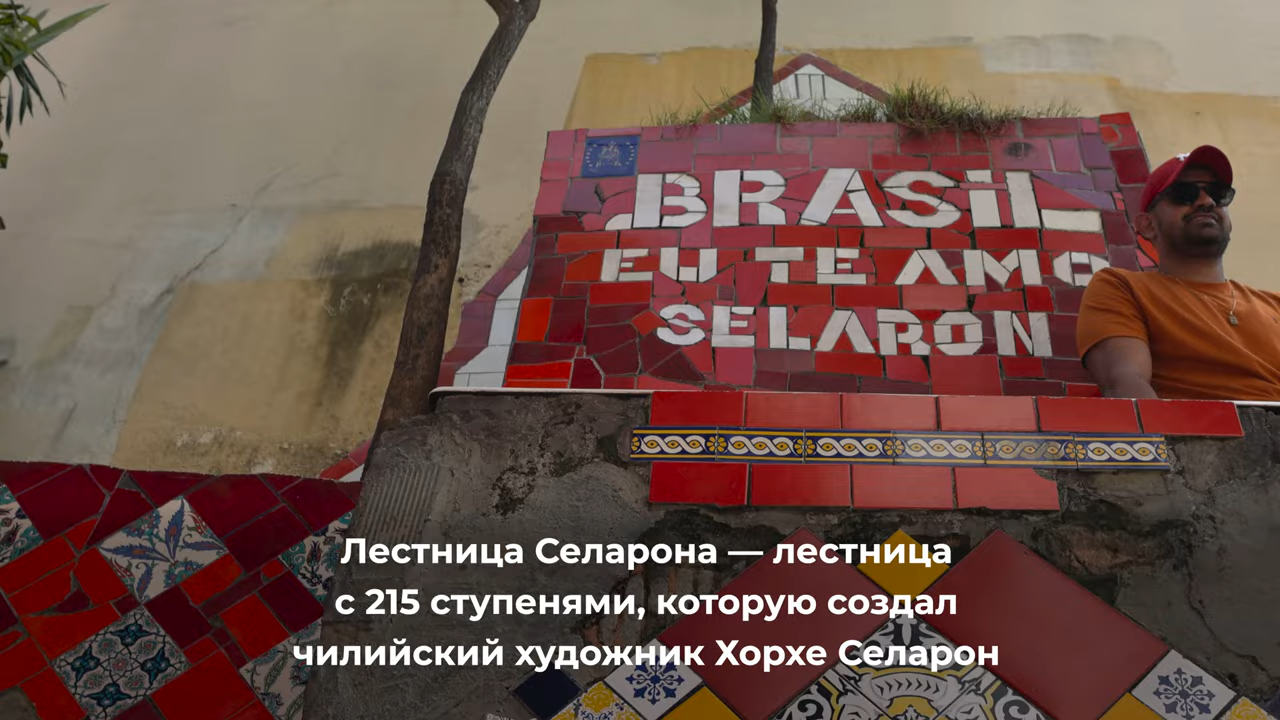 BRASIL
EU TE AMO
SELARON
Лестница Селарона — лестница
с 215 ступенями, которую создал
чилийский художник Хорхе Селарон